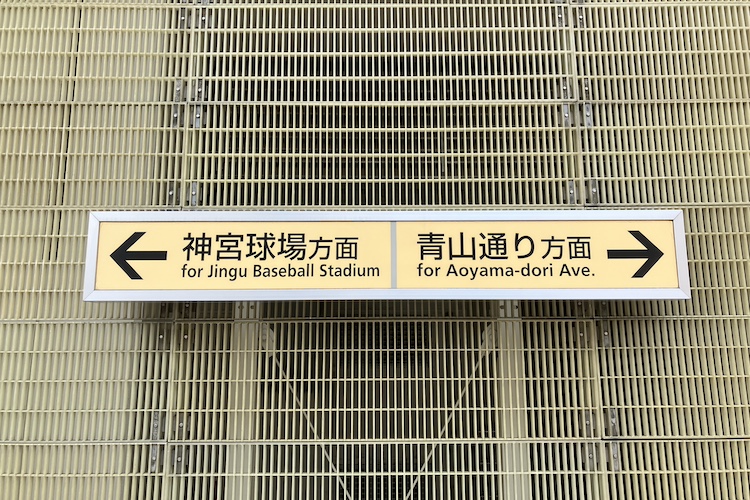 ← 神宮球場方面
for Jingu Baseball Stadium
青山通り方面 →
for Aoyama-dori Ave.